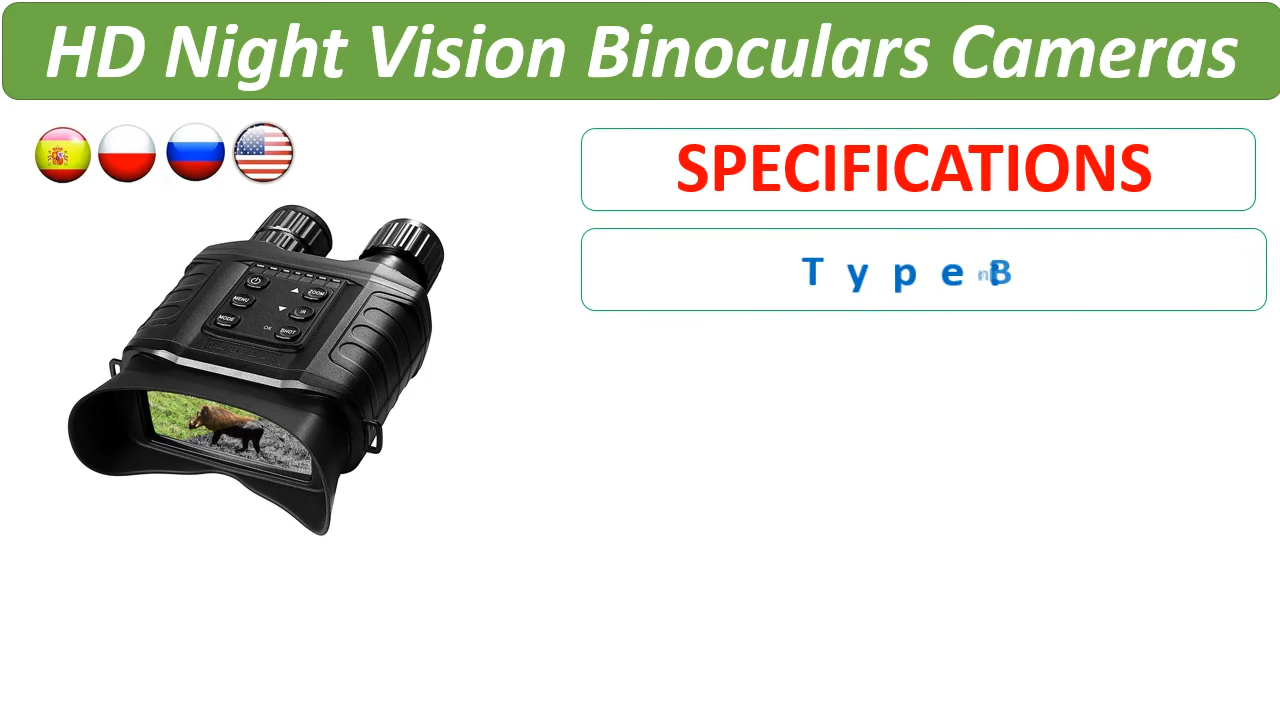 HD Night Vision Binoculars Cameras
SPECIFICATIONS
Type
ZOOM
MENU
IR
MODE
OK
SHOT